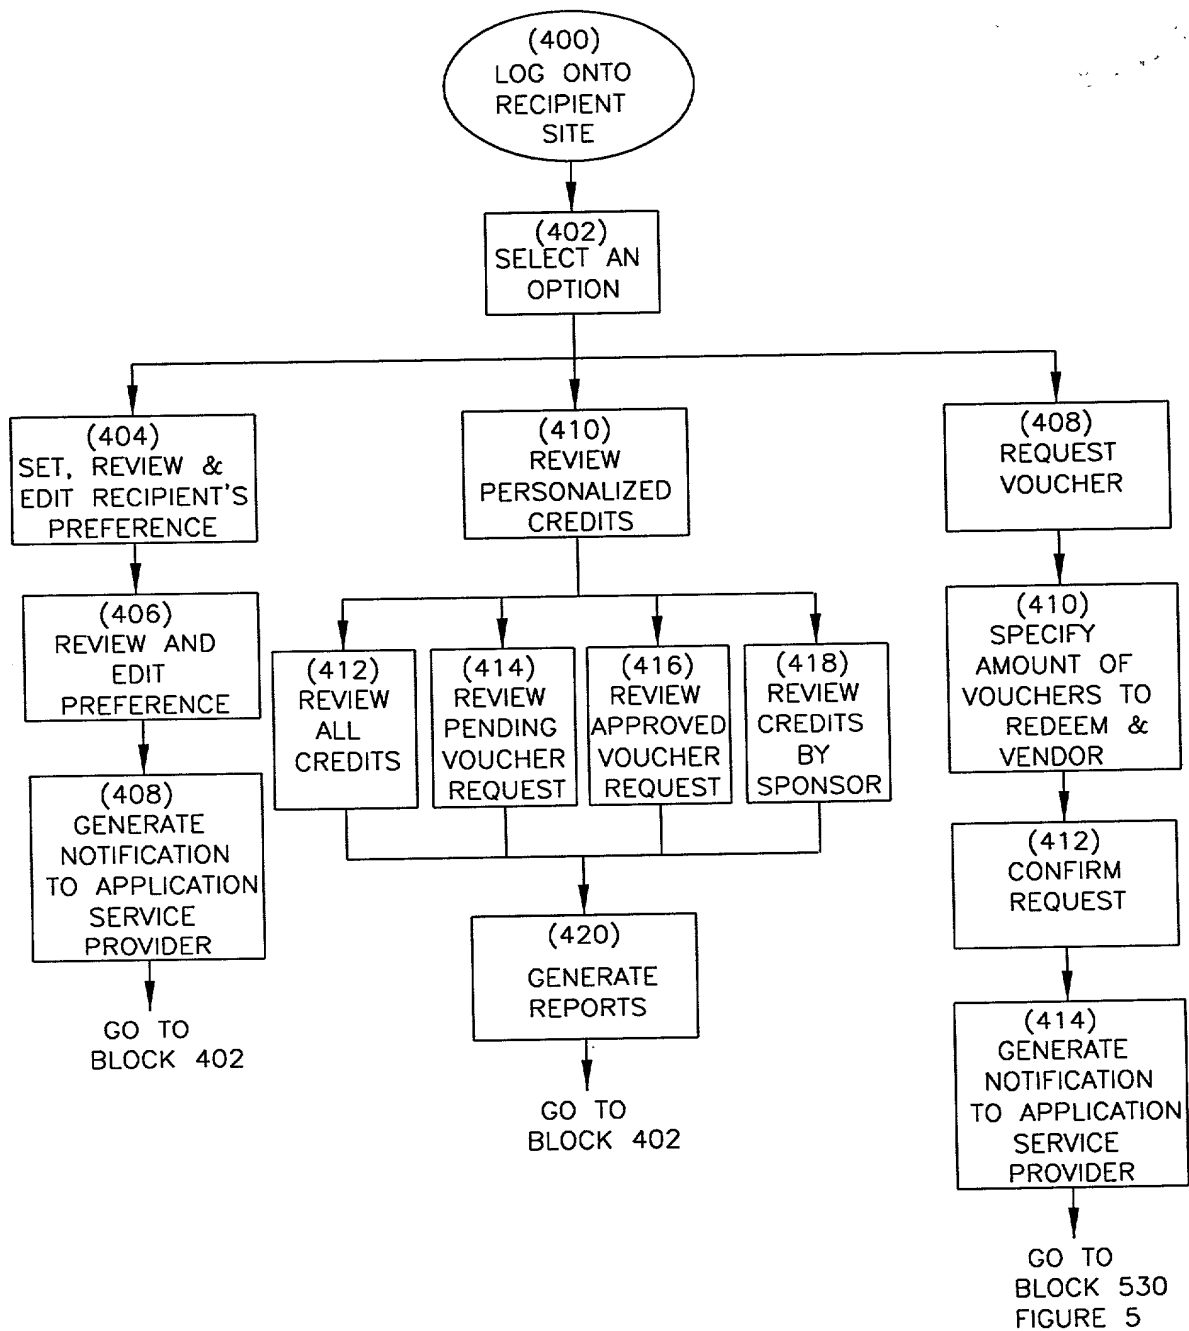 (400)
LOG ONTO
RECIPIENT
SITE
(402)
SELECT AN
OPTION
(404)
SET, REVIEW &
EDIT RECIPIENT'S
PREFERENCE
(406)
REVIEW AND
EDIT
PREFERENCE
(408)
GENERATE
NOTIFICATION
TO APPLICATION
SERVICE
PROVIDER
GO TO
BLOCK 402
(410)
REVIEW
PERSONALIZED
CREDITS
(412)
REVIEW
ALL
CREDITS
(414)
REVIEW
PENDING
VOUCHER
REQUEST
(416)
REVIEW
APPROVED
VOUCHER
REQUEST
(418)
REVIEW
CREDITS
BY
SPONSOR
(420)
GENERATE
REPORTS
GO TO
BLOCK 402
(408)
REQUEST
VOUCHER
(410)
SPECIFY
AMOUNT OF
VOUCHERS TO
REDEEM &
VENDOR
(412)
CONFIRM
REQUEST
(414)
GENERATE
NOTIFICATION
TO APPLICATION
SERVICE
PROVIDER
GO TO
BLOCK 530
FIGURE 5